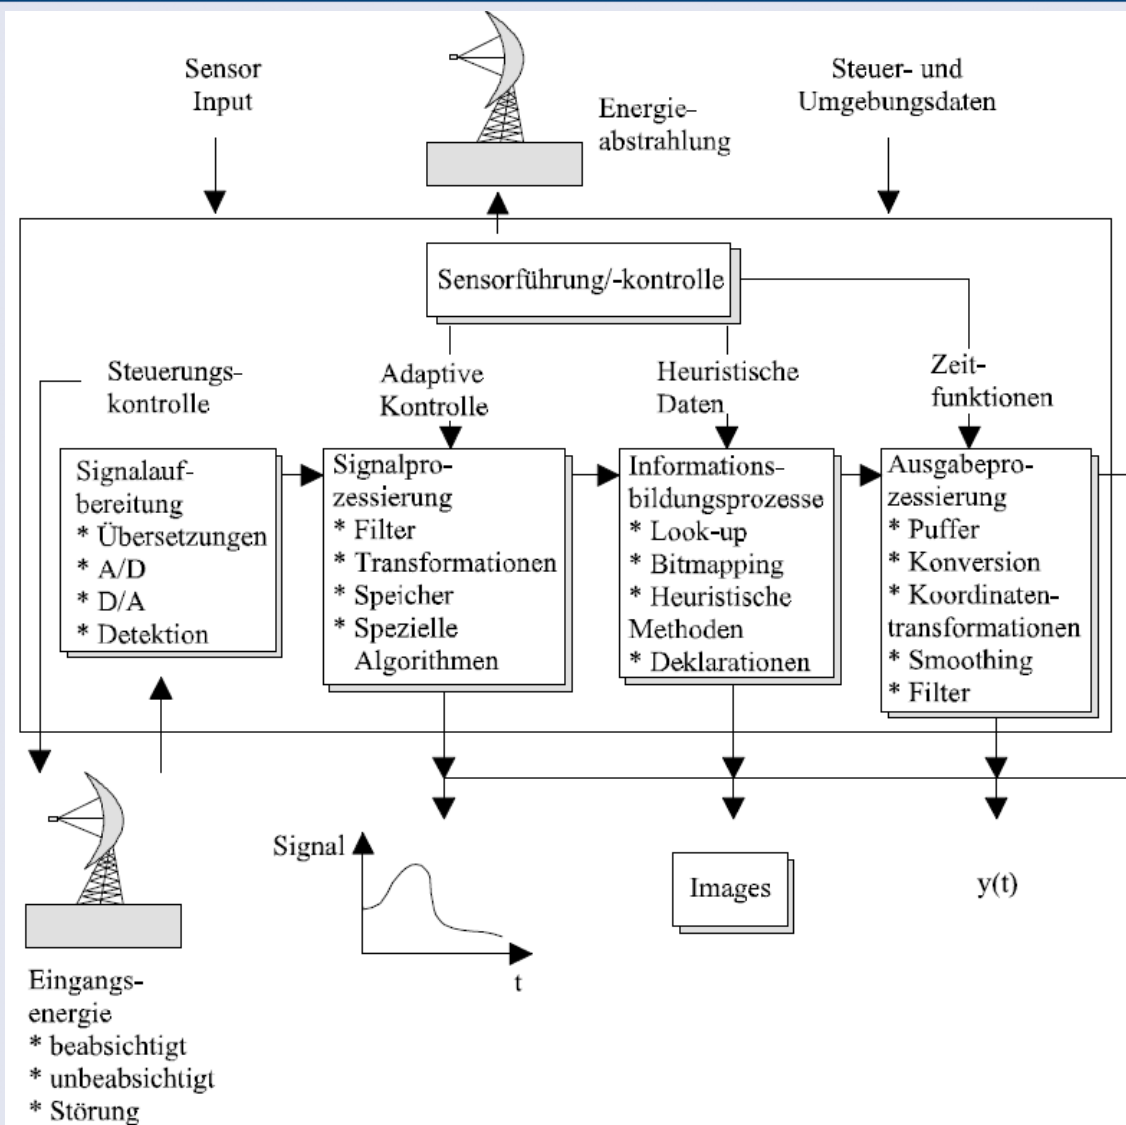 Sensor
Input
Energie-
abstrahlung
Steuer- und
Umgebungsdaten
Sensorführung/-kontrolle
Steuerungs-
kontrolle
Adaptive
Kontrolle
Heuristische
Daten
Zeit-
funktionen
Signalauf-
bereitung
* Übersetzungen
* A/D
* D/A
* Detektion
Signalpro-
zessierung
* Filter
* Transformationen
* Speicher
* Spezielle
Algorithmen
Informations-
bildungsprozesse
* Look-up
* Bitmapping
* Heuristische
Methoden
* Deklarationen
Ausgabepro-
zessierung
* Puffer
* Konversion
* Koordinaten-
transformationen
* Smoothing
* Filter
Eingangs-
energie
* beabsichtigt
* unbeabsichtigt
* Störung
Signal
t
Images
y(t)